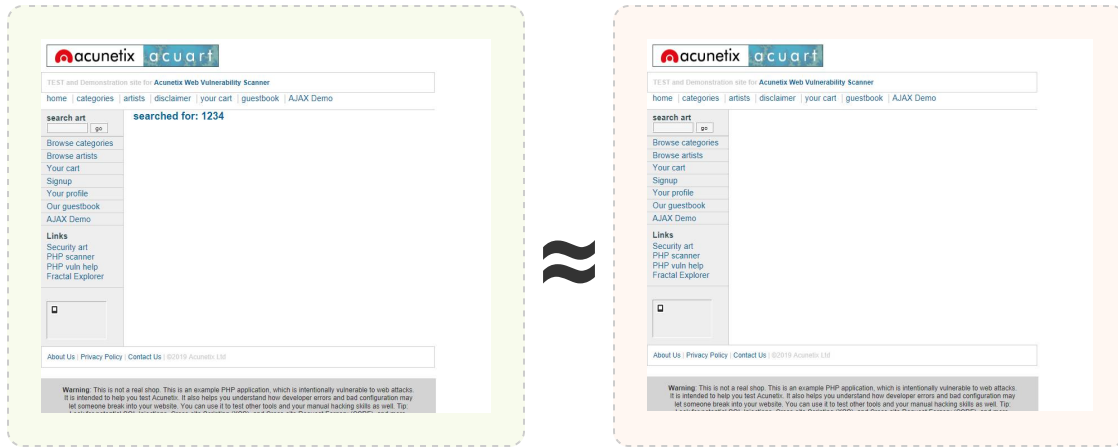 acunetix acuart
TEST and Demonstration site for Acunetix Web Vulnerability Scanner
home | categories | artists | disclaimer | your cart | guestbook | AJAX Demo
search art
go
searched for: 1234
Browse categories
Browse artists
Your cart
Signup
Your profile
Our guestbook
AJAX Demo
Links
Security art
PHP scanner
PHP vuln help
Fractal Explorer
About Us | Privacy Policy | Contact Us | ©2019 Acunetix Ltd
Warning: This is not a real shop. This is an example PHP application, which is intentionally vulnerable to web attacks.
It is intended to help you test Acunetix. It also helps you understand how developer errors and bad configuration may
let someone break into your website. You can use it to test other tools and your manual hacking skills as well. Tip:
≈
acunetix acuart
TEST and Demonstration site for Acunetix Web Vulnerability Scanner
home | categories | artists | disclaimer | your cart | guestbook | AJAX Demo
search art
go
Browse categories
Browse artists
Your cart
Signup
Your profile
Our guestbook
AJAX Demo
Links
Security art
PHP scanner
PHP vuln help
Fractal Explorer
About Us | Privacy Policy | Contact Us | ©2019 Acunetix Ltd
Warning: This is not a real shop. This is an example PHP application, which is intentionally vulnerable to web attacks.
It is intended to help you test Acunetix. It also helps you understand how developer errors and bad configuration may
let someone break into your website. You can use it to test other tools and your manual hacking skills as well. Tip: